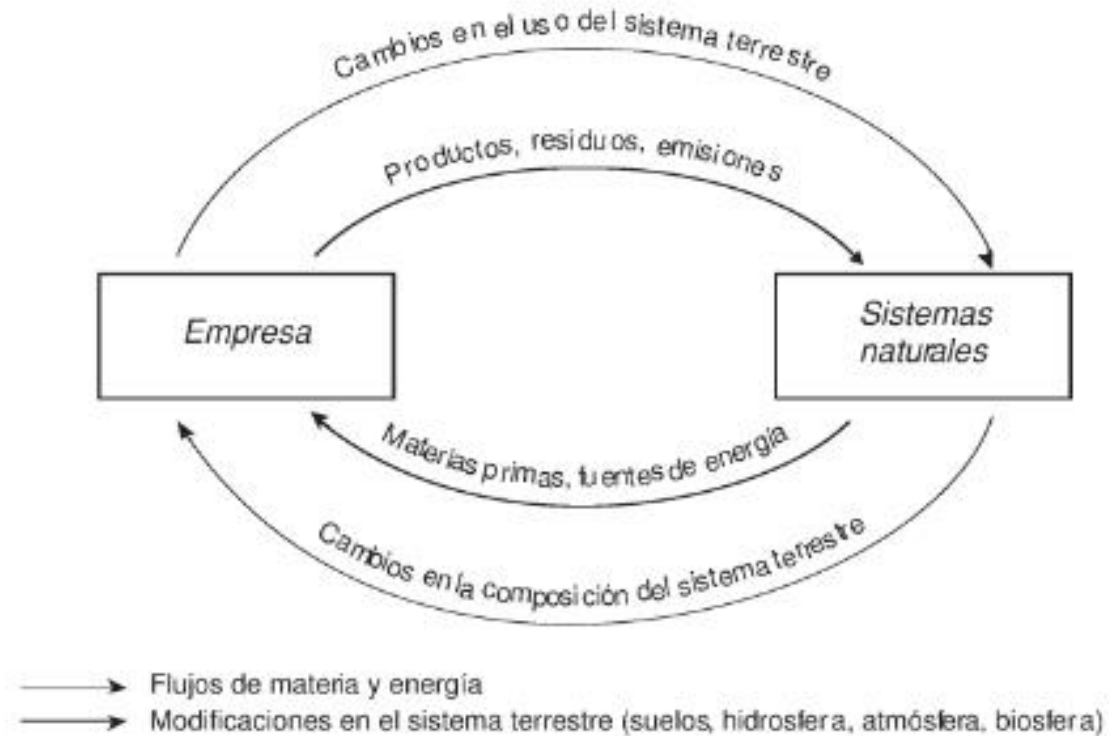 Cambios en el uso del sistema terrestre
Productos, residuos, emisiones
Empresa
Sistemas
naturales
Materias primas, fuentes de energía
Cambios en la composición del sistema terrestre
Flujos de materia y energía
Modificaciones en el sistema terrestre (suelos, hidrosfera, atmósfera, biosfera)